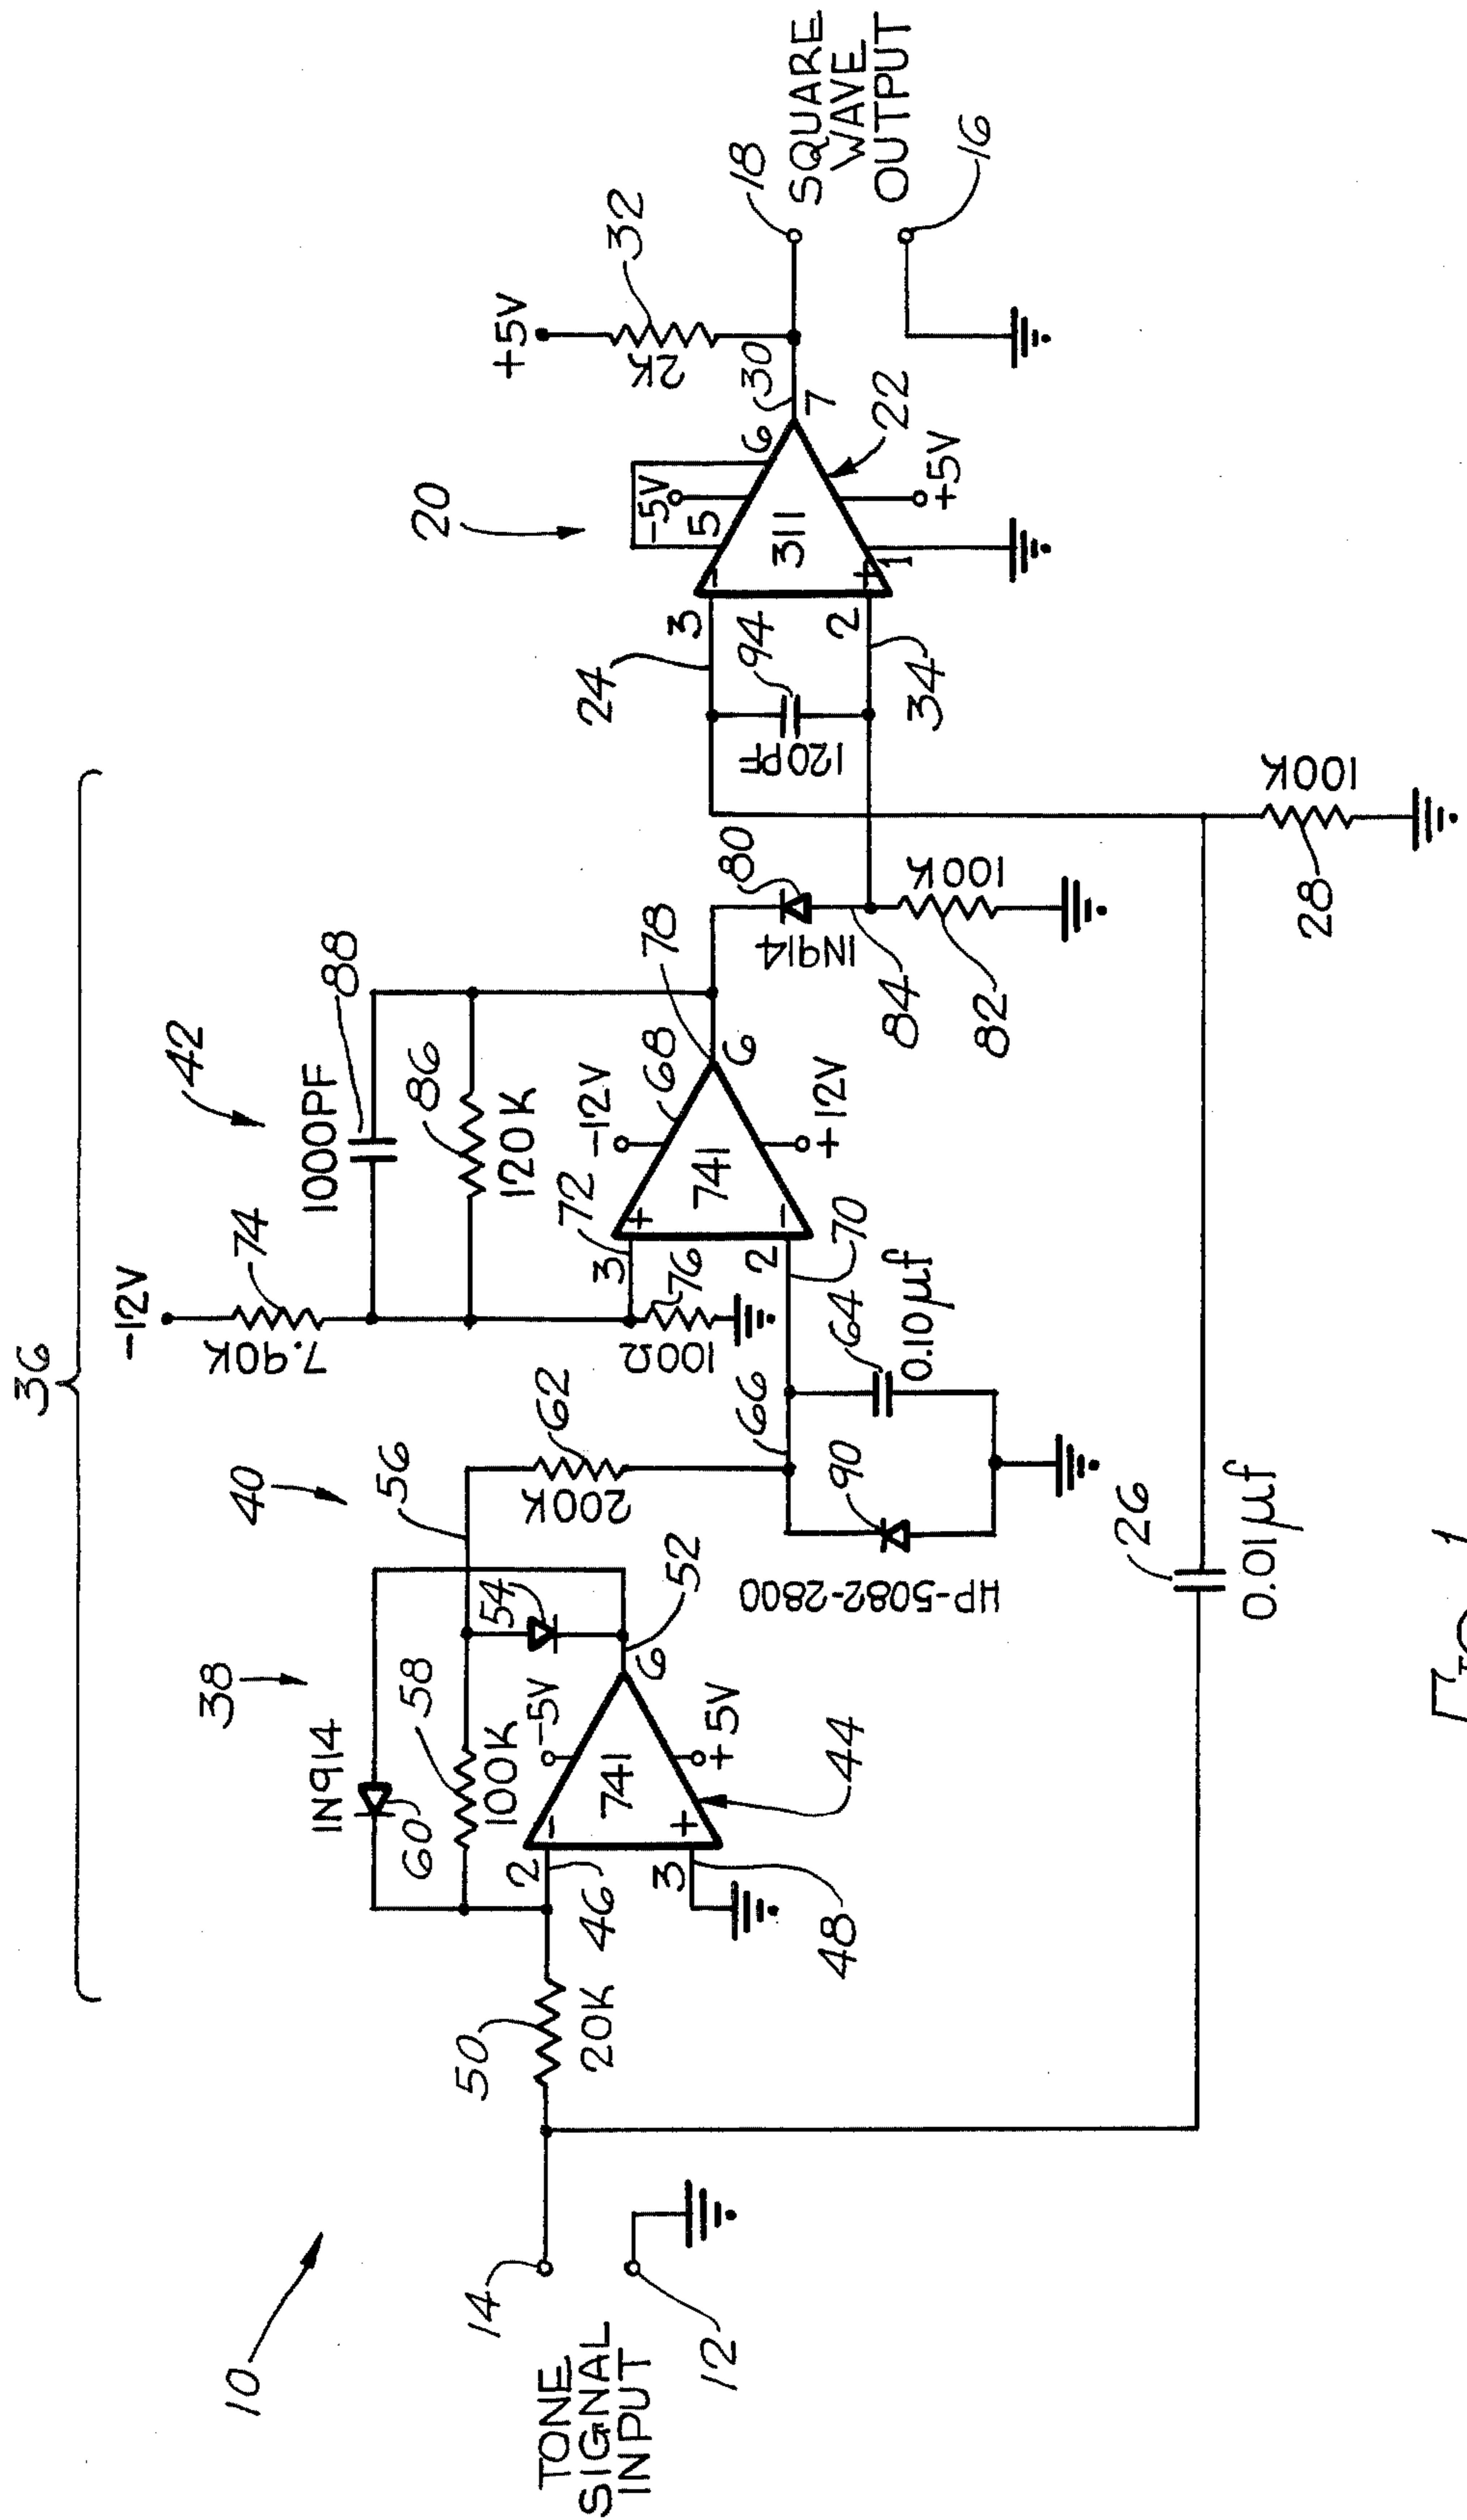 36
-12V
74
7.90K
42
1000PF
88
86
120K
40
56
38
1N914
60
58
100K
54
-5V
741
+5V
44
2
3
46
48
6
52
62
200K
72
3
76
100Ω
-12V
68
741
+12V
78
6
2
70
66
64
0.10µf
90
HP-5082-2800
80
1N914
84
82
100K
20
24
3
94
120PF
2
34
-5V
5
6
311
1
+5V
22
7
30
+5V
32
2K
18
SQUARE
WAVE
OUTPUT
16
100K
28
26
0.01µf
50
20K
10
14
TONE
SIGNAL
INPUT
12